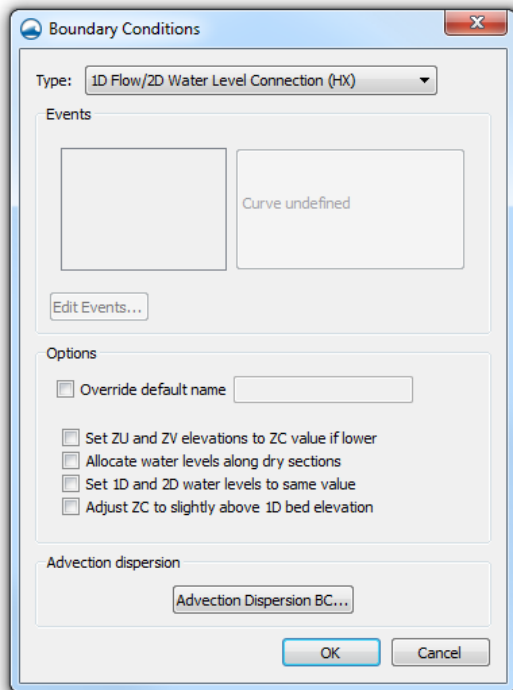 Boundary Conditions
Type: 1D Flow/2D Water Level Connection (HX)
Events
Curve undefined
Edit Events...
Options
Override default name
Set ZU and ZV elevations to ZC value if lower
Allocate water levels along dry sections
Set 1D and 2D water levels to same value
Adjust ZC to slightly above 1D bed elevation
Advection dispersion
Advection Dispersion BC...
OK Cancel